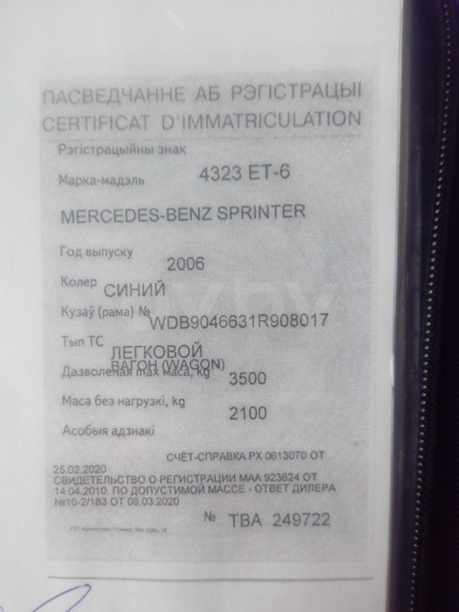 ПАСВЕДЧАННЕ АБ РЭГІСТРАЦЫІ
CERTIFICAT D'IMMATRICULATION
Рэгістрацыйны знак
4323 ET-6
Марка-мадэль
MERCEDES-BENZ SPRINTER
Год выпуску
2006
Колер СИНИЙ
Кузаў (рама) № WDB9046631R908017
Тып ТС ЛЕГКОВОЙ
ВАГОН (WAGON)
Дазволеная max маса, kg 3500
Маса без нагрузкі, kg
2100
Асобыя адзнакі
СЧЁТ-СПРАВКА РХ 0613070 ОТ
25.02.2020
СВИДЕТЕЛЬСТВО О РЕГИСТРАЦИИ МАА 923624 ОТ
14.04.2010. ПО ДОПУСТИМОЙ МАССЕ - ОТВЕТ ДИЛЕРА
№10-2/183 ОТ 09.03.2020
№ ТВА 249722